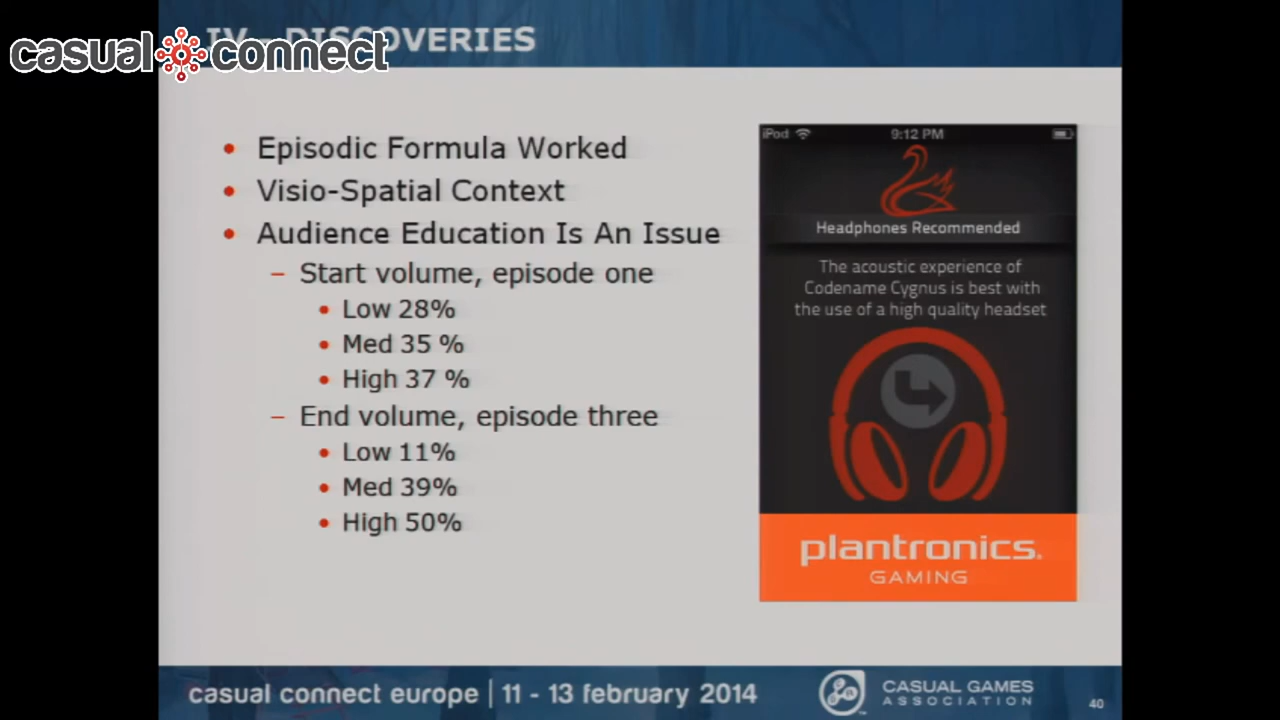 casual connect
IV - DISCOVERIES
• Episodic Formula Worked
• Visio-Spatial Context
• Audience Education Is An Issue
– Start volume, episode one
• Low 28%
• Med 35 %
• High 37 %
– End volume, episode three
• Low 11%
• Med 39%
• High 50%
iPod 9:12 PM
Headphones Recommended
The acoustic experience of
Codename Cygnus is best with
the use of a high quality headset
plantronics.
GAMING
casual connect europe | 11 - 13 february 2014
CASUAL GAMES
ASSOCIATION
40